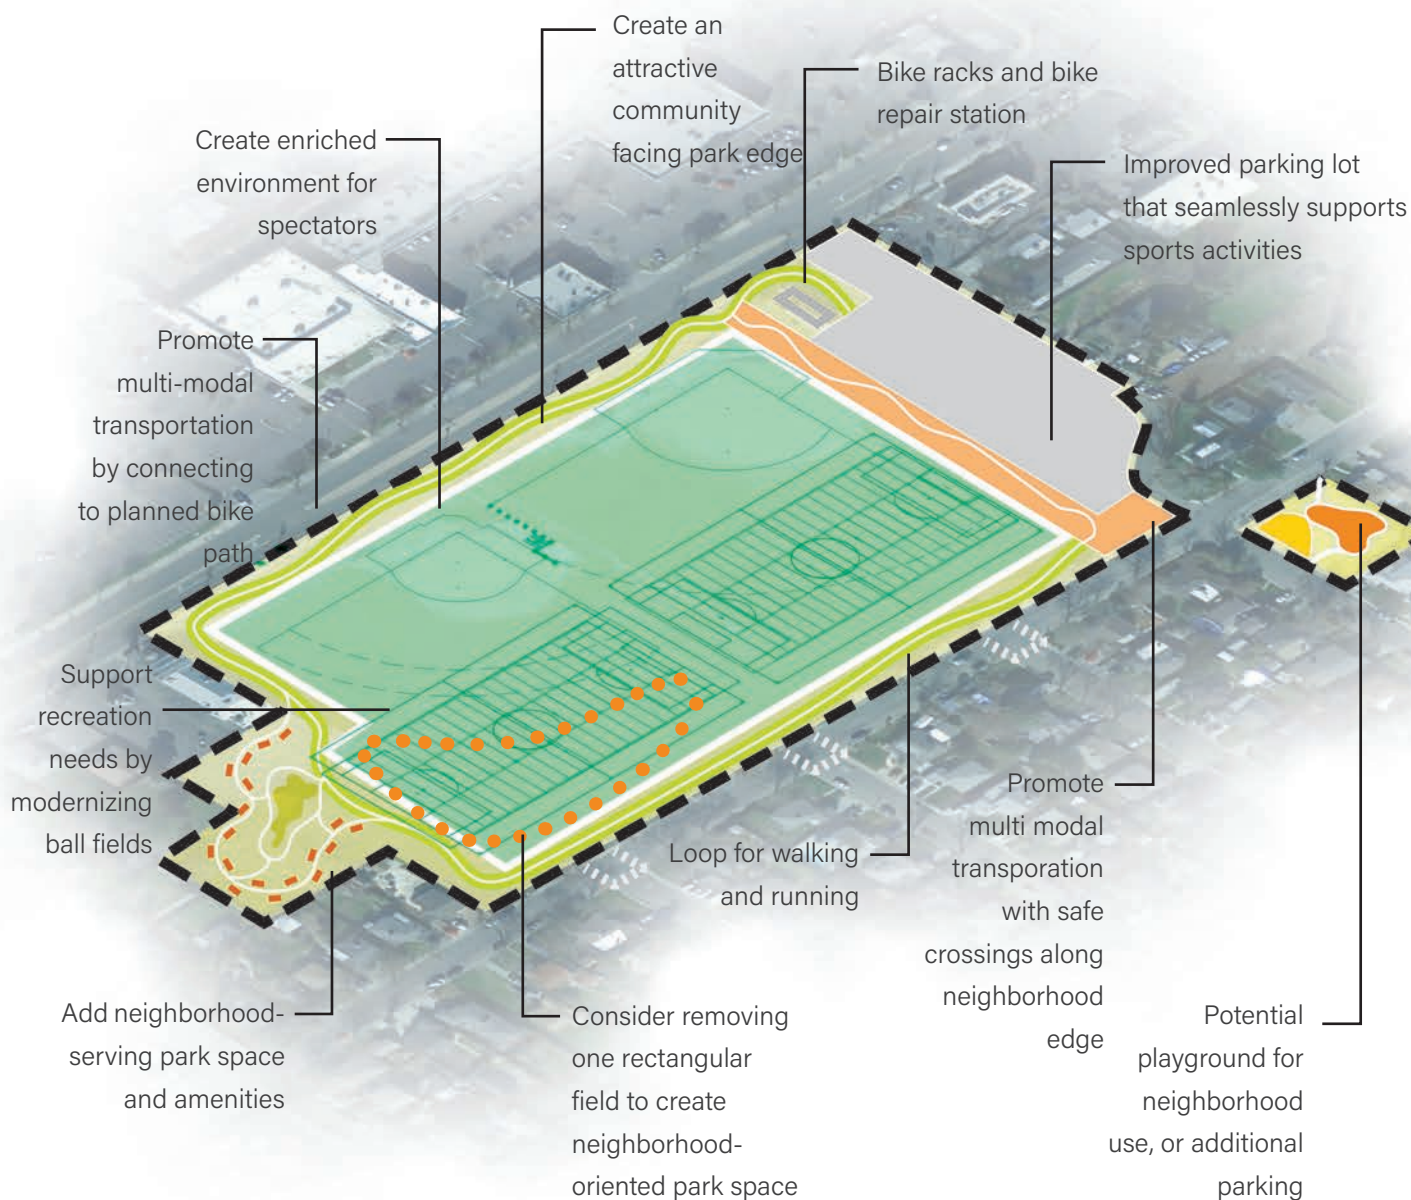 Create an
attractive
community
facing park edge
Bike racks and bike
repair station
Create enriched
environment for
spectators
Improved parking lot
that seamlessly supports
sports activities
Promote
multi-modal
transportation
by connecting
to planned bike
path
Support
recreation
needs by
modernizing
ball fields
Loop for walking
and running
Promote
multi modal
transporation
with safe
crossings along
neighborhood
edge
Add neighborhood-
serving park space
and amenities
Consider removing
one rectangular
field to create
neighborhood-
oriented park space
Potential
playground for
neighborhood
use, or additional
parking